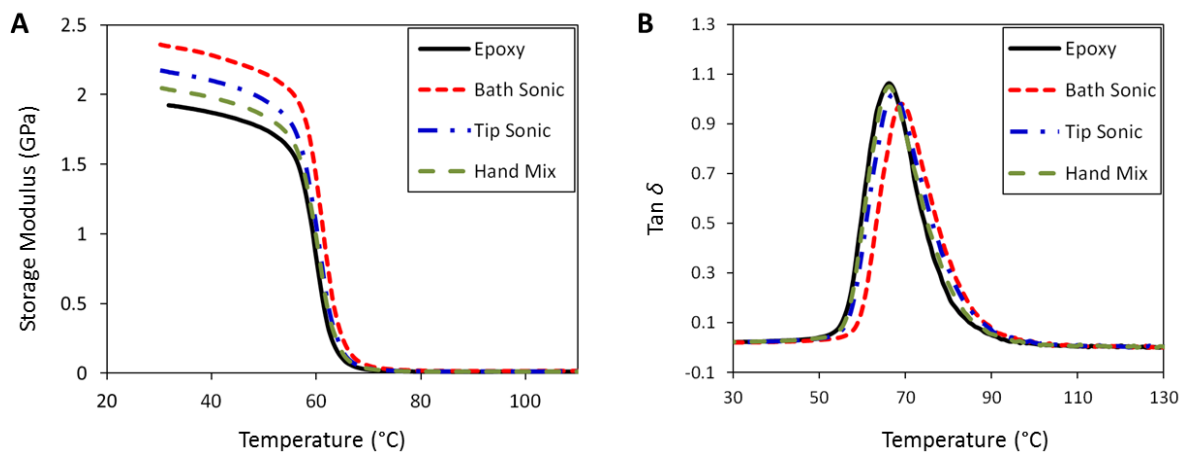 A
Storage Modulus (GPa)
2.5
2
1.5
1
0.5
0
20
40
60
80
100
Temperature (°C)
Epoxy
Bath Sonic
Tip Sonic
Hand Mix
B
Tan δ
1.3
1.1
0.9
0.7
0.5
0.3
0.1
-0.1
30
50
70
90
110
130
Temperature (°C)
Epoxy
Bath Sonic
Tip Sonic
Hand Mix